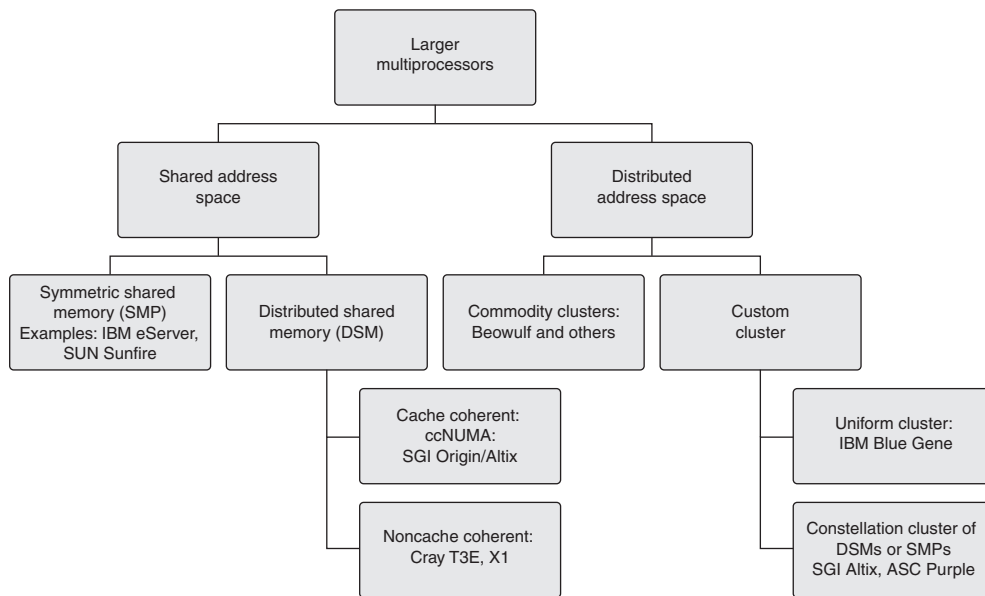 Larger
multiprocessors
Shared address
space
Distributed
address space
Symmetric shared
memory (SMP)
Examples: IBM eServer,
SUN Sunfire
Distributed shared
memory (DSM)
Commodity clusters:
Beowulf and others
Custom
cluster
Cache coherent:
ccNUMA:
SGI Origin/Altix
Uniform cluster:
IBM Blue Gene
Noncache coherent:
Cray T3E, X1
Constellation cluster of
DSMs or SMPs
SGI Altix, ASC Purple